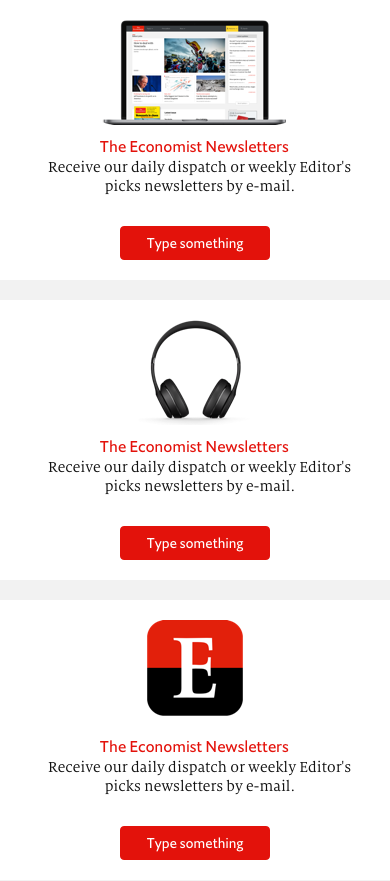 The Economist Newsletters
Receive our daily dispatch or weekly Editor's
picks newsletters by e-mail.
Type something
The Economist Newsletters
Receive our daily dispatch or weekly Editor's
picks newsletters by e-mail.
Type something
E
The Economist Newsletters
Receive our daily dispatch or weekly Editor's
picks newsletters by e-mail.
Type something